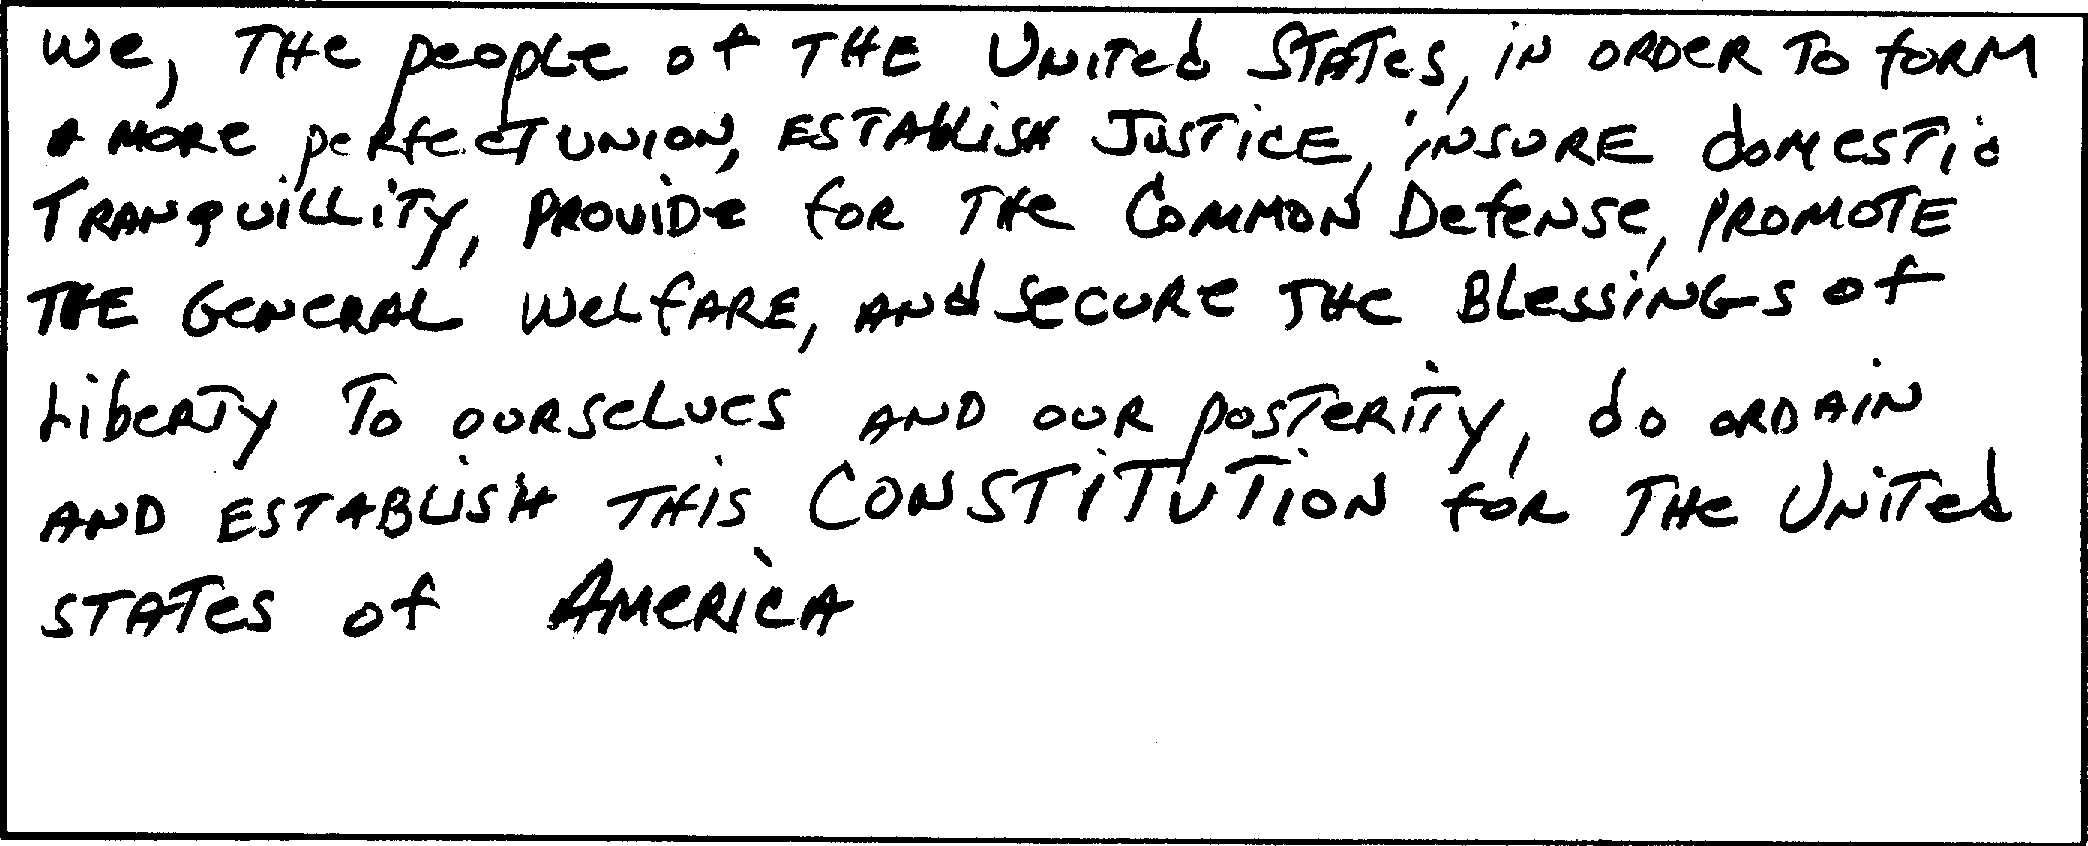 We, THe people of THE UNiTed STATes, iN ORDER To foRM
A MORe perfecT UNION, ESTAblisH JUSTiCE, iNSURE domesTic
TRANquilliTy, PROViDe foR THe COMMON DefeNSe, PROMOTE
THE GeNeRAL WelfARE, ANd SeCURe THe BlessiNGS of
LibeRTy To OURSelves AND OUR posTeRiTy, do ORDAiN
AND ESTABLiSH THiS CONSTiTUTiON foR THe UNiTed
STATes of AMeRiCA